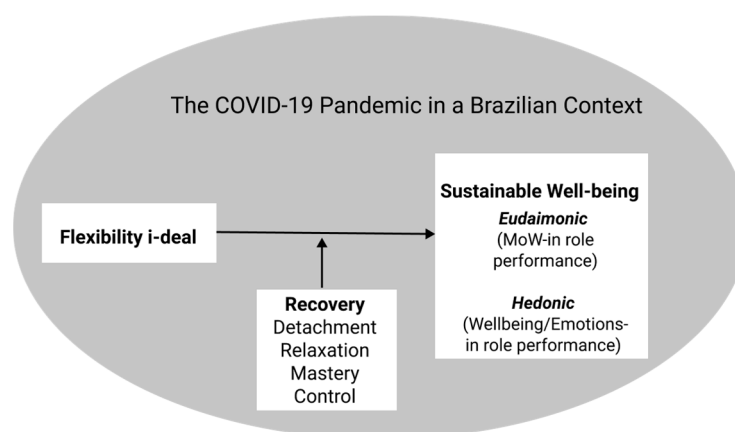 The COVID-19 Pandemic in a Brazilian Context
Flexibility i-deal
Sustainable Well-being
Eudaimonic
(MoW-in role
performance)
Hedonic
(Wellbeing/Emotions-
in role performance)
Recovery
Detachment
Relaxation
Mastery
Control